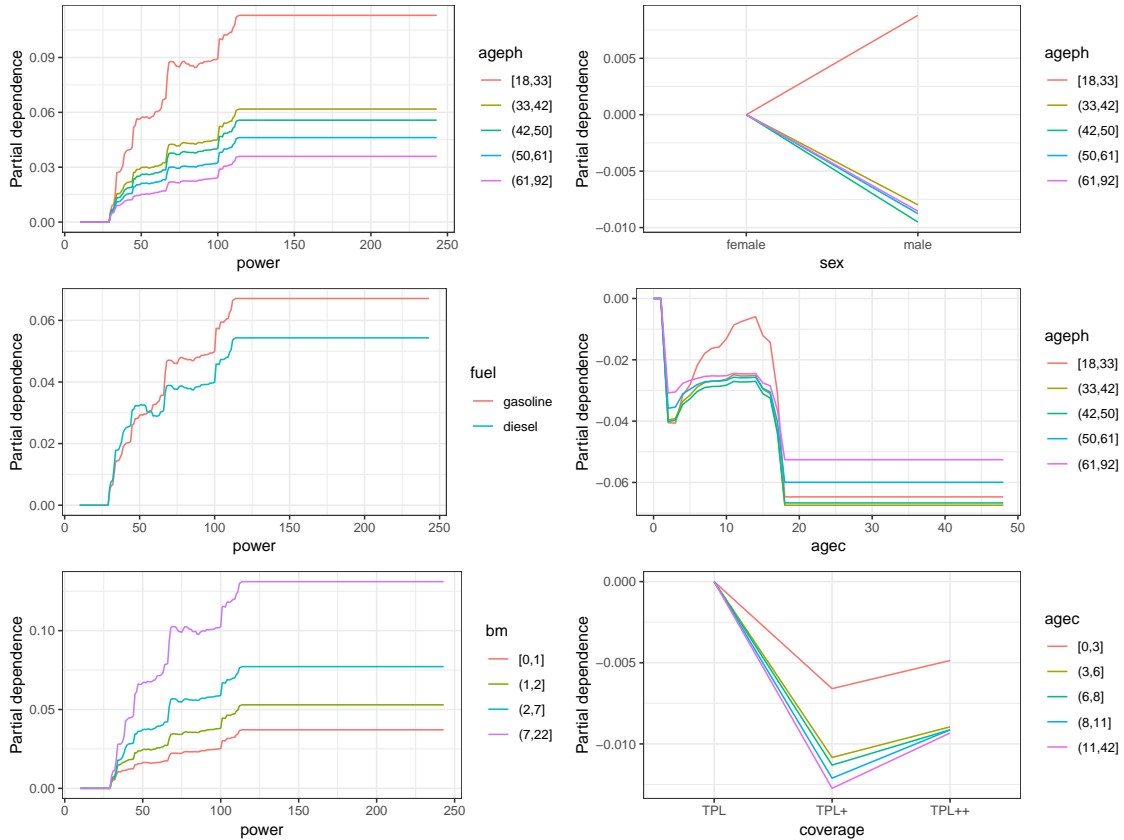 Partial dependence
0.09
0.06
0.03
0.00
0 50 100 150 200 250
power
ageph
[18,33]
(33,42]
(42,50]
(50,61]
(61,92]
Partial dependence
0.005
0.000
−0.005
−0.010
female male
sex
ageph
[18,33]
(33,42]
(42,50]
(50,61]
(61,92]
Partial dependence
0.06
0.04
0.02
0.00
0 50 100 150 200 250
power
fuel
gasoline
diesel
Partial dependence
0.00
−0.02
−0.04
−0.06
0 10 20 30 40 50
agec
ageph
[18,33]
(33,42]
(42,50]
(50,61]
(61,92]
Partial dependence
0.10
0.05
0.00
0 50 100 150 200 250
power
bm
[0,1]
(1,2]
(2,7]
(7,22]
Partial dependence
0.000
−0.005
−0.010
TPL TPL+ TPL++
coverage
agec
[0,3]
(3,6]
(6,8]
(8,11]
(11,42]